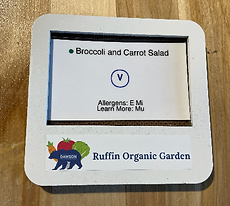 Broccoli and Carrot Salad
V
Allergens: E Mi
Learn More: Mu
DAWSON
Ruffin Organic Garden